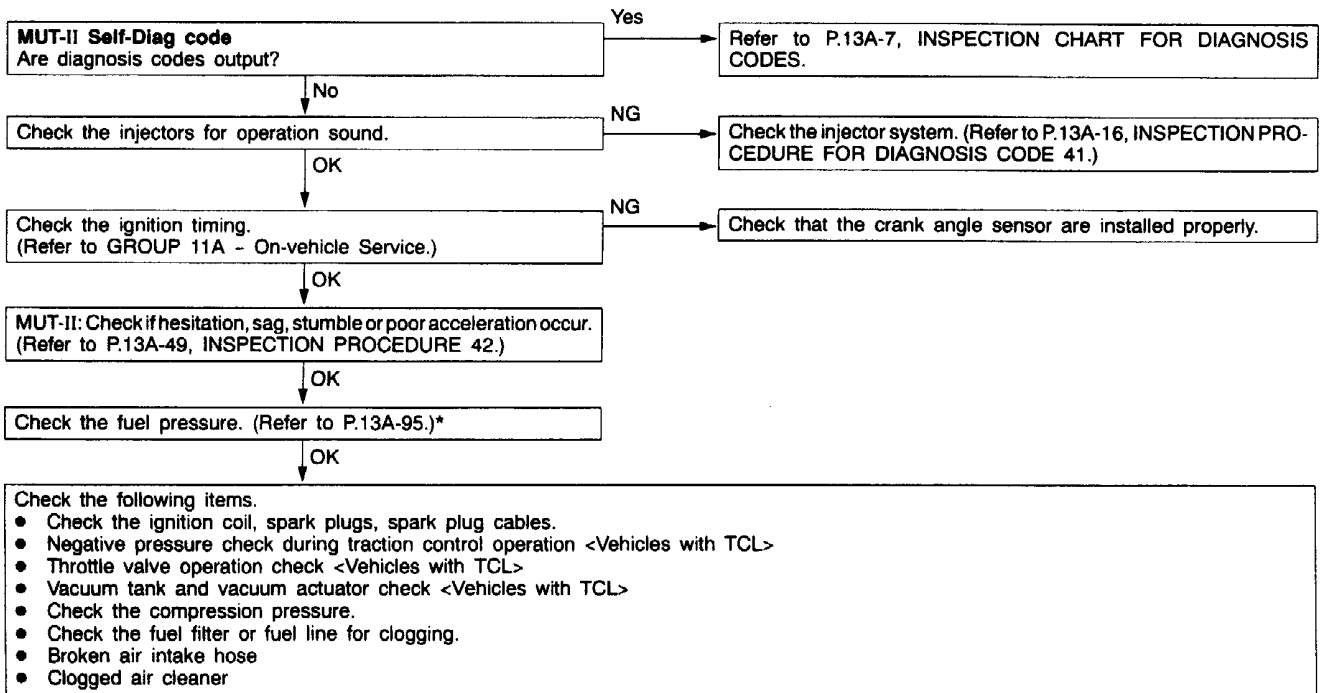 MUT-II Self-Diag code
Are diagnosis codes output?
Yes
Refer to P.13A-7, INSPECTION CHART FOR DIAGNOSIS
CODES.
No
Check the injectors for operation sound.
NG
Check the injector system. (Refer to P.13A-16, INSPECTION PRO-
CEDURE FOR DIAGNOSIS CODE 41.)
OK
Check the ignition timing.
(Refer to GROUP 11A – On-vehicle Service.)
NG
Check that the crank angle sensor are installed properly.
OK
MUT-II: Check if hesitation, sag, stumble or poor acceleration occur.
(Refer to P.13A-49, INSPECTION PROCEDURE 42.)
OK
Check the fuel pressure. (Refer to P.13A-95.)*
OK
Check the following items.
● Check the ignition coil, spark plugs, spark plug cables.
● Negative pressure check during traction control operation <Vehicles with TCL>
● Throttle valve operation check <Vehicles with TCL>
● Vacuum tank and vacuum actuator check <Vehicles with TCL>
● Check the compression pressure.
● Check the fuel filter or fuel line for clogging.
● Broken air intake hose
● Clogged air cleaner